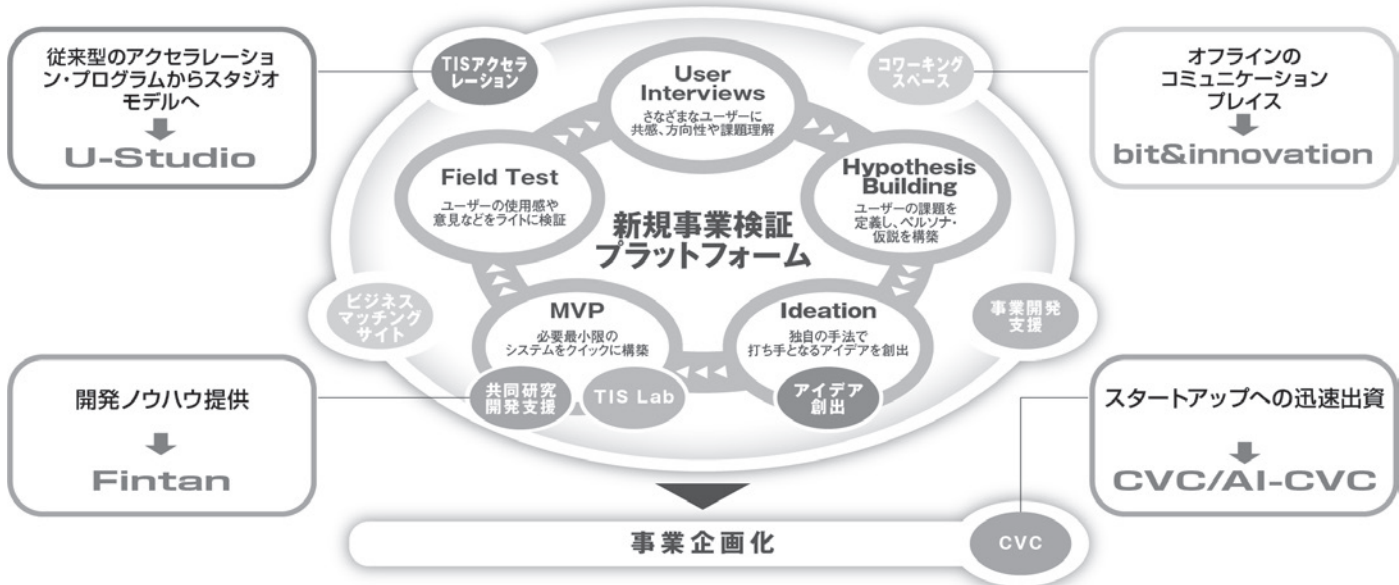 従来型のアクセラレーショ
ン・プログラムからスタジオ
モデルへ
U-Studio
TISアクセラ
レーション
コワーキング
スペース
オフラインの
コミュニケーション
プレイス
bit&innovation
User
Interviews
さなざまなユーザーに
共感、方向性や課題理解
Field Test
ユーザーの使用感や
意見などをライトに検証
Hypothesis
Building
ユーザーの課題を
定義し、ペルソナ・
仮説を構築
新規事業検証
プラットフォーム
ビジネス
マッチング
サイト
MVP
必要最小限の
システムをクイックに構築
Ideation
独自の手法で
打ち手となるアイデアを創出
事業開発
支援
共同研究
開発支援
TIS Lab
アイデア
創出
開発ノウハウ提供
Fintan
スタートアップへの迅速出資
CVC/AI-CVC
事業企画化
CVC